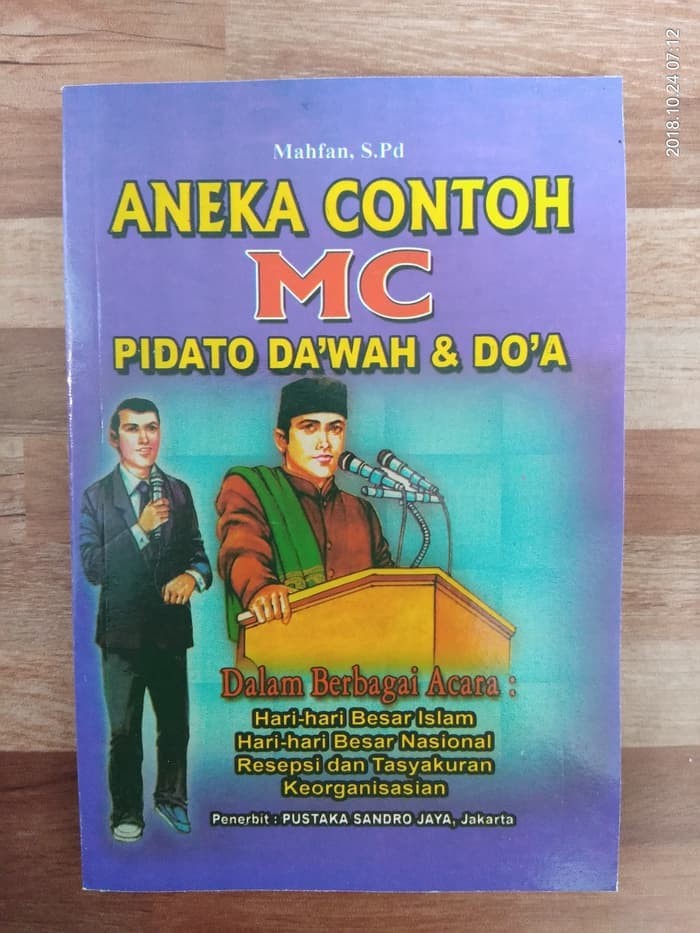 2018.10.24 07:12
Mahfan, S.Pd
ANEKA CONTOH
MC
PIDATO DA'WAH & DO'A
Dalam Berbagai Acara :
Hari-hari Besar Islam
Hari-hari Besar Nasional
Resepsi dan Tasyakuran
Keorganisasian
Penerbit : PUSTAKA SANDRO JAYA, Jakarta